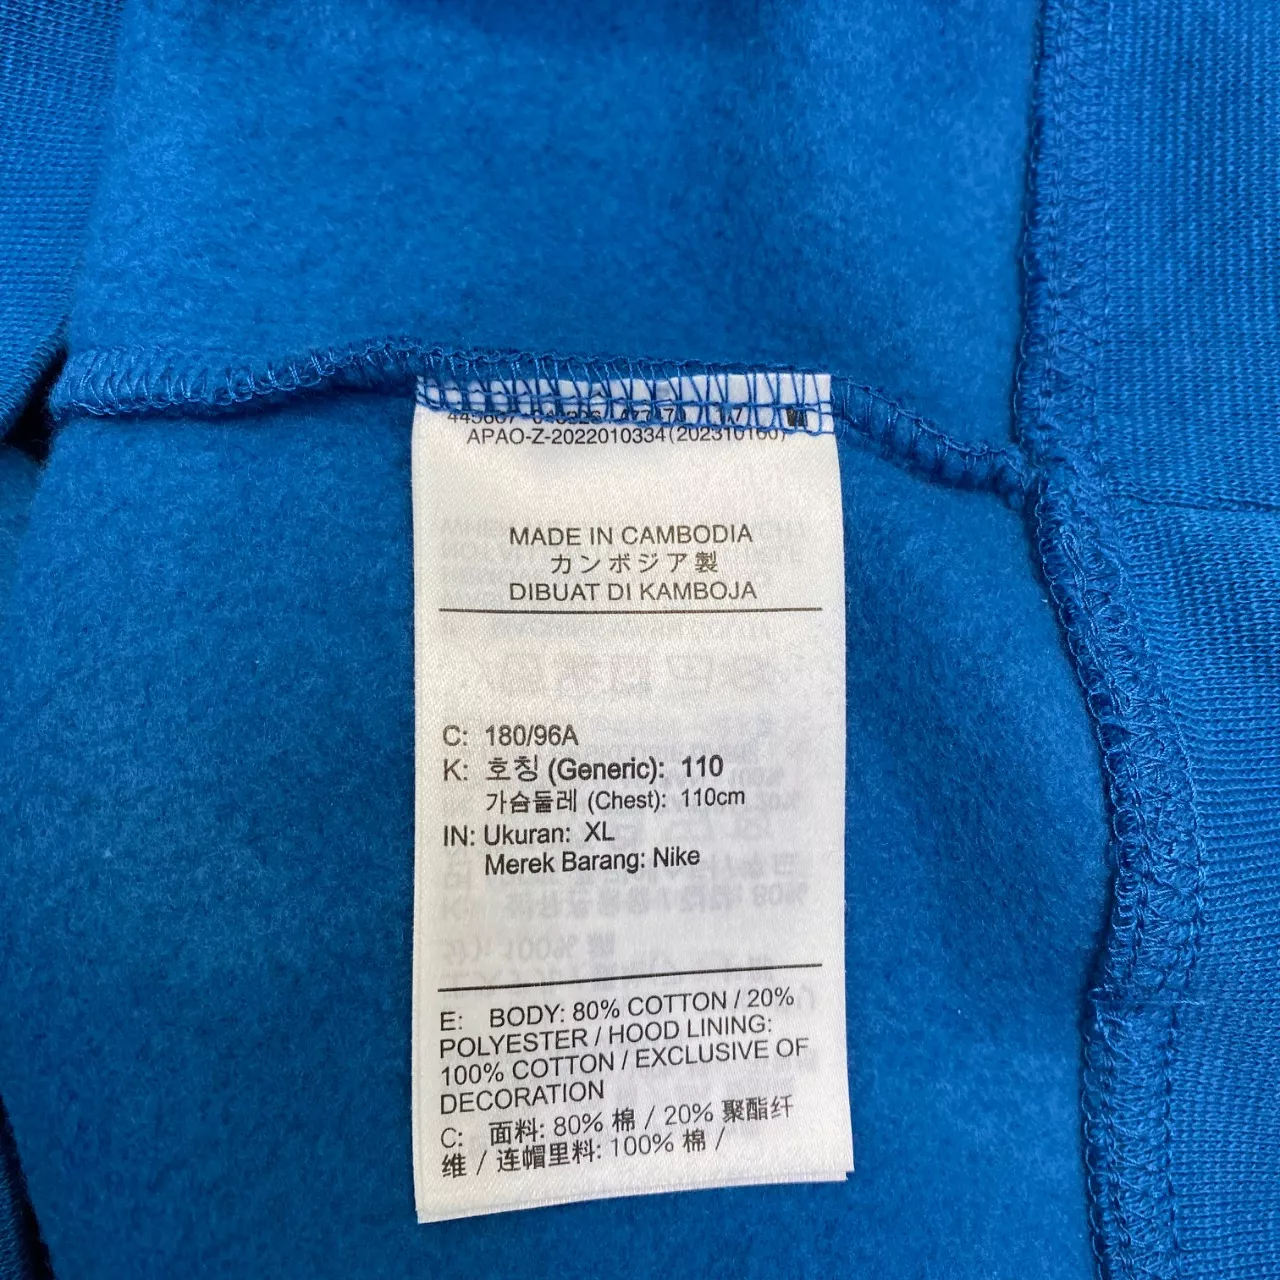 APAO-Z-2022010334(202310160)
MADE IN CAMBODIA
カンボジア製
DIBUAT DI KAMBOJA
C: 180/96A
K: 호칭 (Generic): 110
가슴둘레 (Chest): 110cm
IN: Ukuran: XL
Merek Barang: Nike
E: BODY: 80% COTTON / 20%
POLYESTER / HOOD LINING:
100% COTTON / EXCLUSIVE OF
DECORATION
C: 面料: 80% 棉 / 20% 聚酯纤
维 / 连帽里料: 100% 棉 /